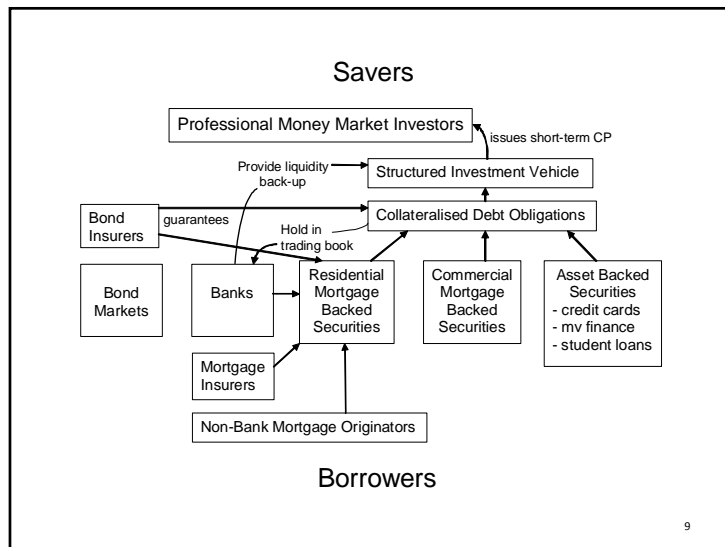 Savers
Professional Money Market Investors
issues short-term CP
Provide liquidity
back-up
Structured Investment Vehicle
Bond
Insurers
guarantees
Collateralised Debt Obligations
Hold in
trading book
Bond
Markets
Banks
Residential
Mortgage
Backed
Securities
Commercial
Mortgage
Backed
Securities
Asset Backed
Securities
- credit cards
- mv finance
- student loans
Mortgage
Insurers
Non-Bank Mortgage Originators
Borrowers
9